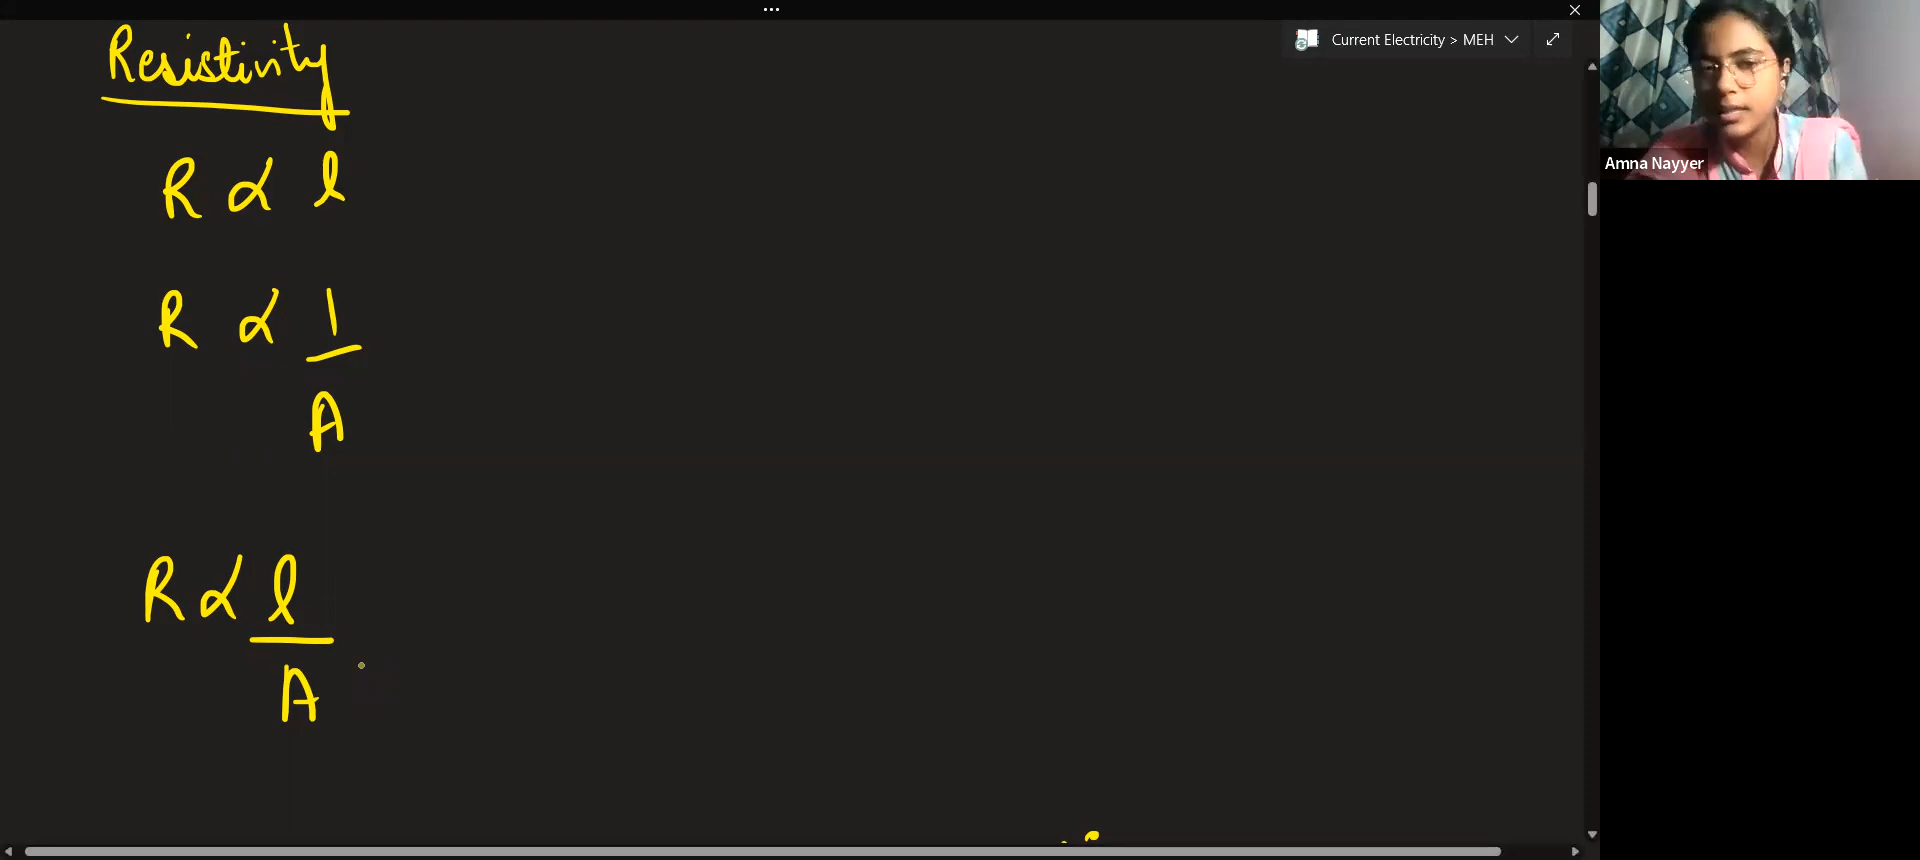 Current Electricity > MEH
Amna Nayyer
Resistivity
R ∝ l
R ∝ 1
A
R ∝ l
A